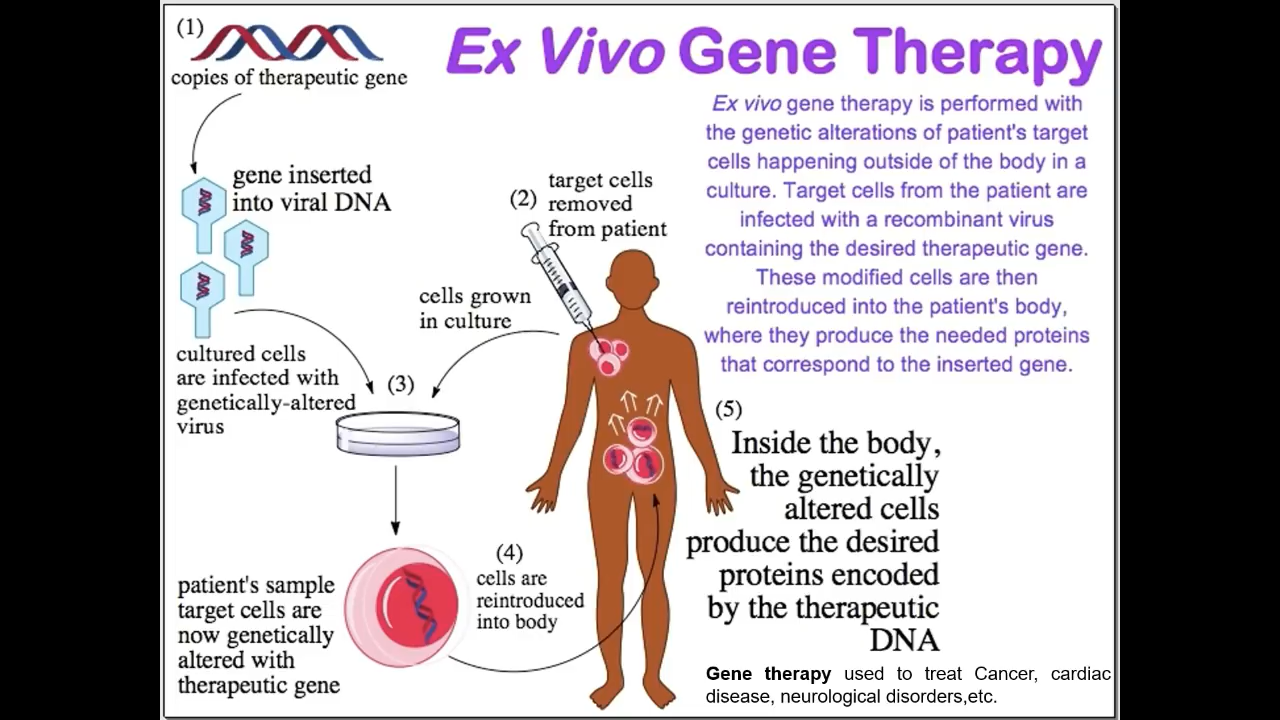 Ex Vivo Gene Therapy
(1)
copies of therapeutic gene
gene inserted
into viral DNA
(2)
target cells
removed
from patient
cells grown
in culture
cultured cells
are infected with
genetically-altered
virus
(3)
patient's sample
target cells are
now genetically
altered with
therapeutic gene
(4)
cells are
reintroduced
into body
Ex vivo gene therapy is performed with
the genetic alterations of patient's target
cells happening outside of the body in a
culture. Target cells from the patient are
infected with a recombinant virus
containing the desired therapeutic gene.
These modified cells are then
reintroduced into the patient's body,
where they produce the needed proteins
that correspond to the inserted gene.
(5)
Inside the body,
the genetically
altered cells
produce the desired
proteins encoded
by the therapeutic
DNA
Gene therapy used to treat Cancer, cardiac
disease, neurological disorders,etc.